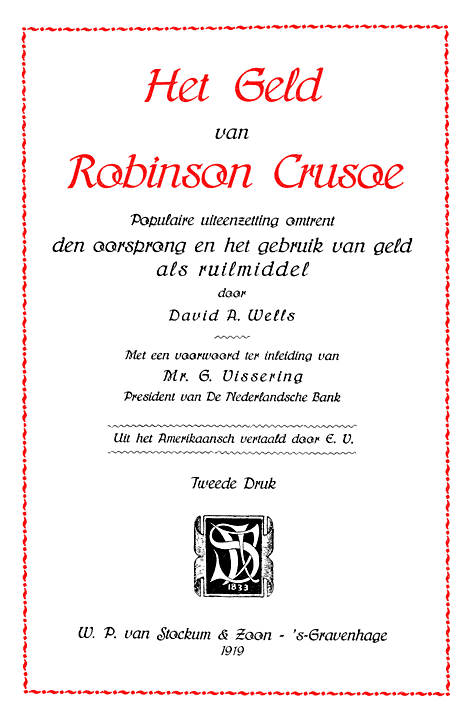 Het Geld
van
Robinson Crusoe
Populaire uiteenzetting omtrent
den oorsprong en het gebruik van geld
als ruilmiddel
door
David A. Wells
Met een voorwoord ter inleiding van
Mr. G. Vissering
President van De Nederlandsche Bank
Uit het Amerikaansch vertaald door E. V.
Tweede Druk
1833
W. P. van Stockum & Zoon - 's-Gravenhage
1919